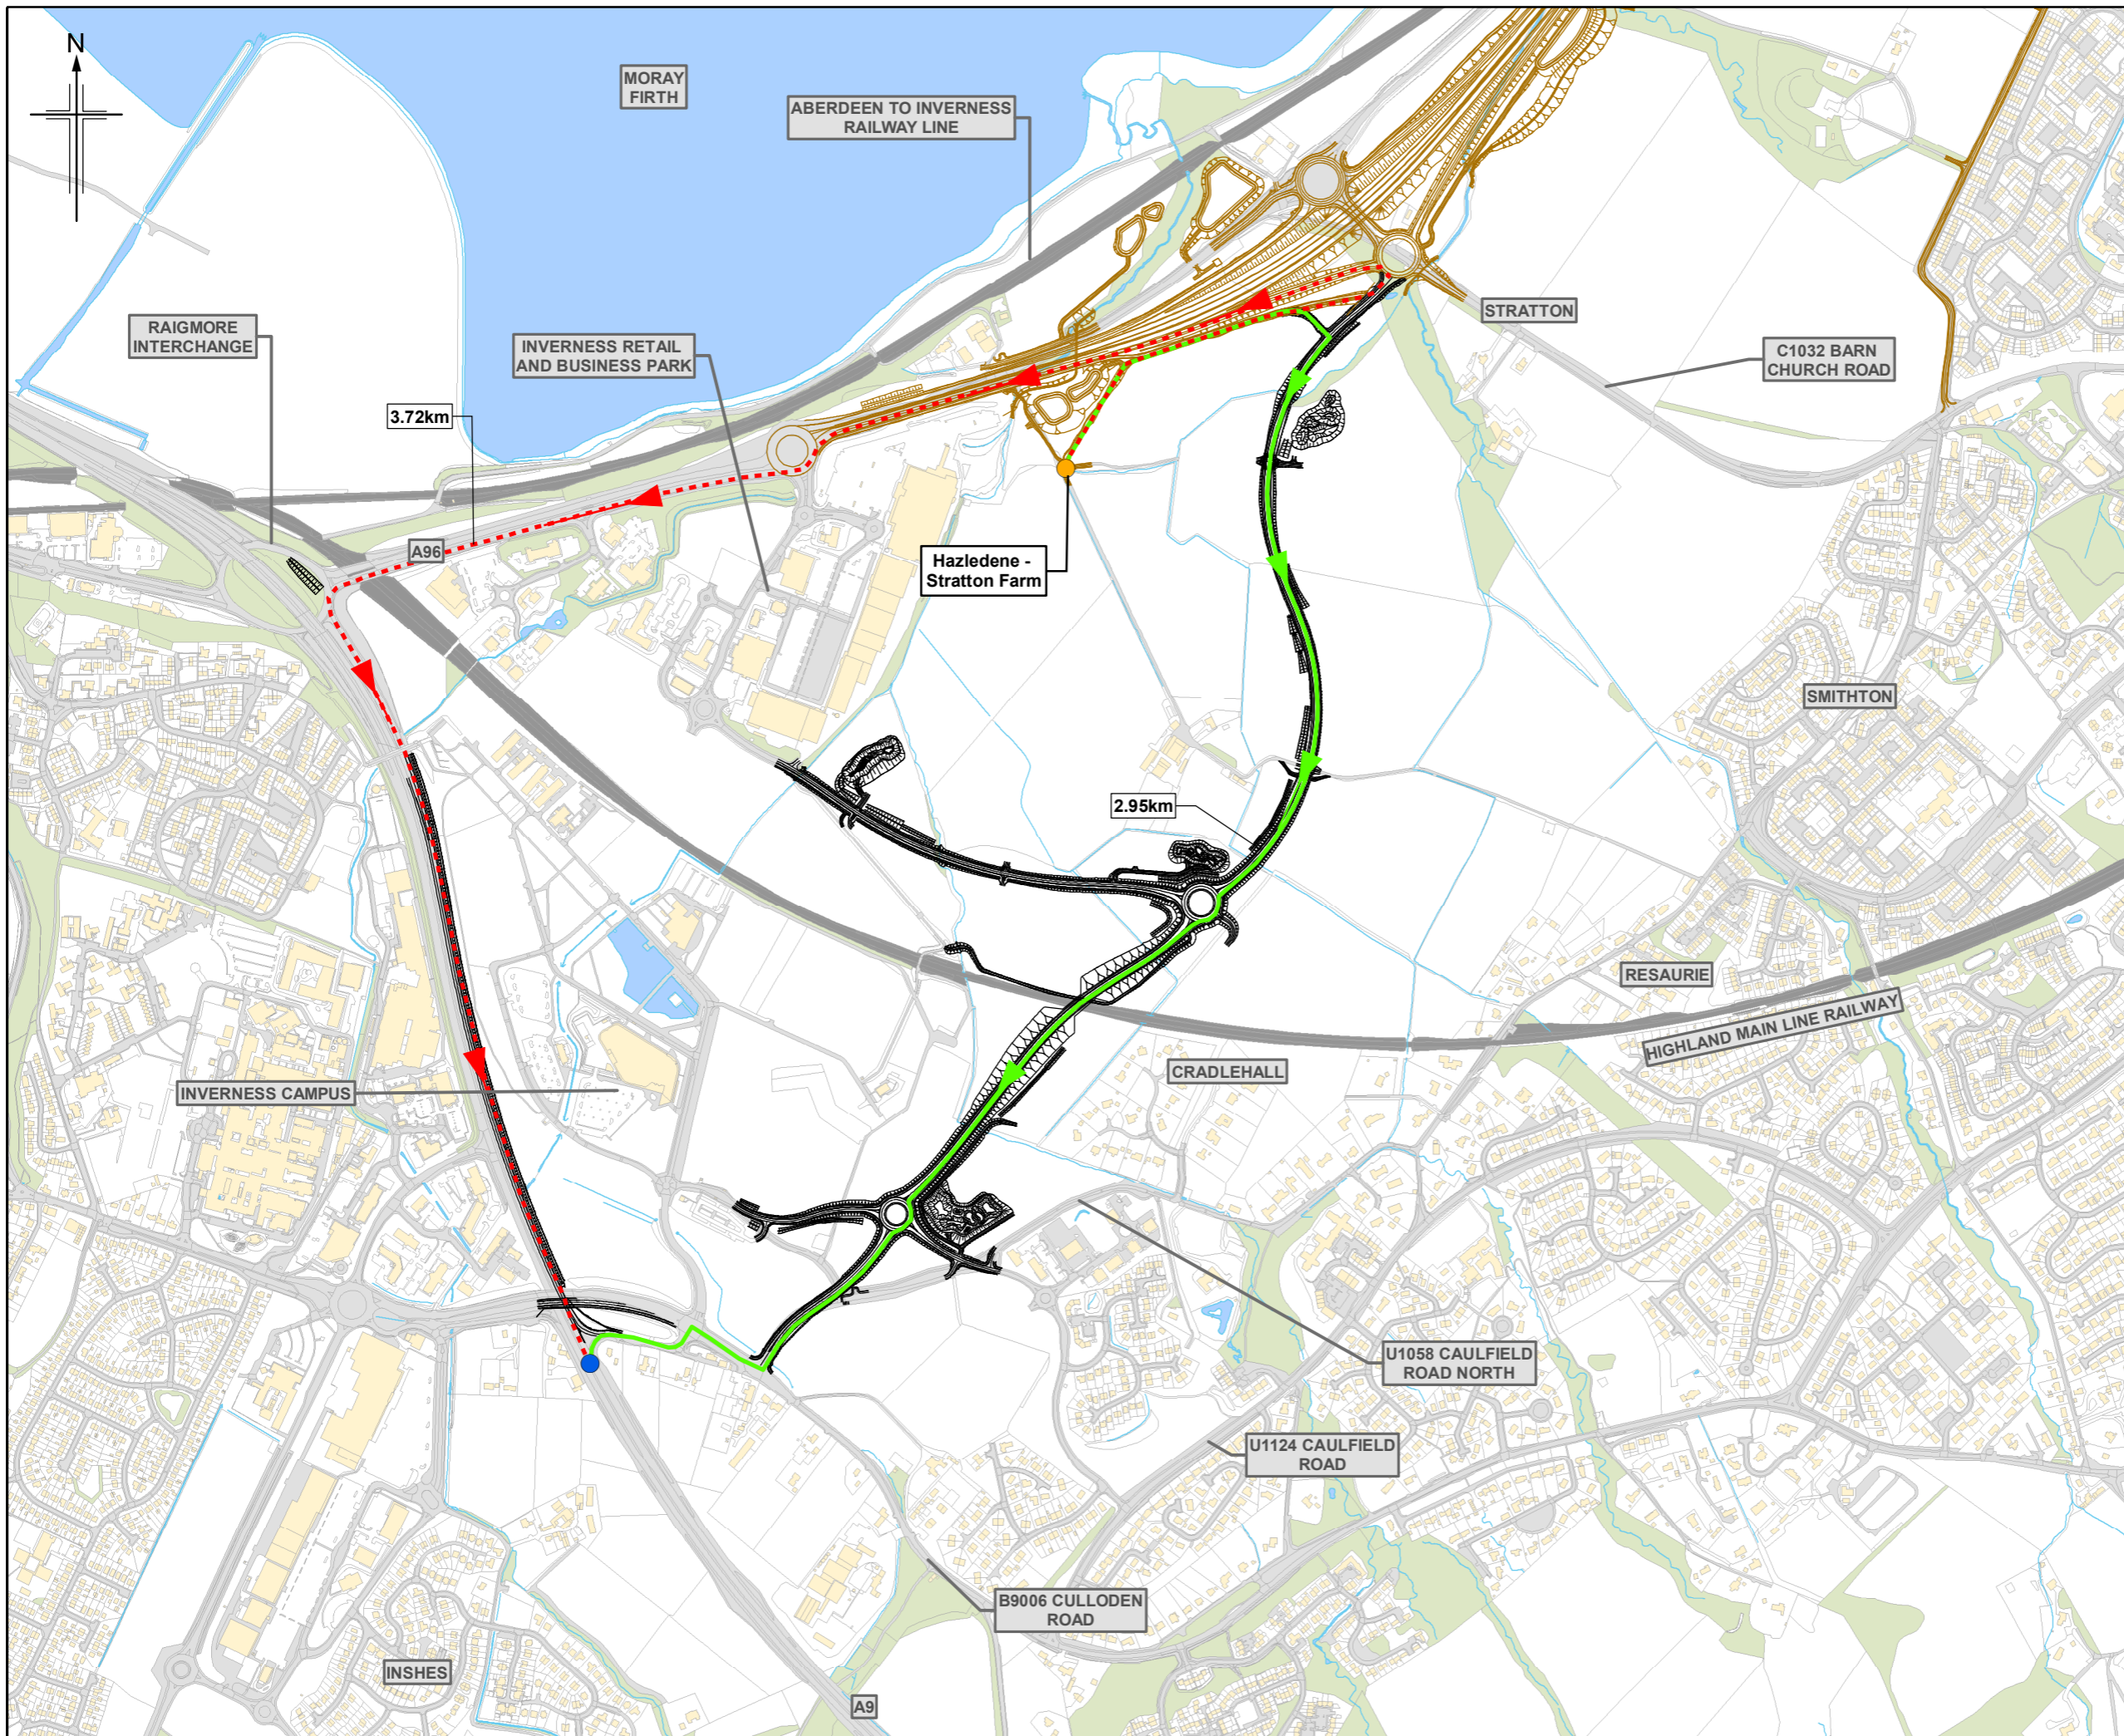 N
MORAY
FIRTH
ABERDEEN TO INVERNESS
RAILWAY LINE
RAIGMORE
INTERCHANGE
INVERNESS RETAIL
AND BUSINESS PARK
STRATTON
C1032 BARN
CHURCH ROAD
3.72km
A96
Hazledene -
Stratton Farm
SMITHTON
2.95km
RESAURIE
HIGHLAND MAIN LINE RAILWAY
CRADLEHALL
INVERNESS CAMPUS
U1058 CAULFIELD
ROAD NORTH
U1124 CAULFIELD
ROAD
B9006 CULLODEN
ROAD
INSHES
A9